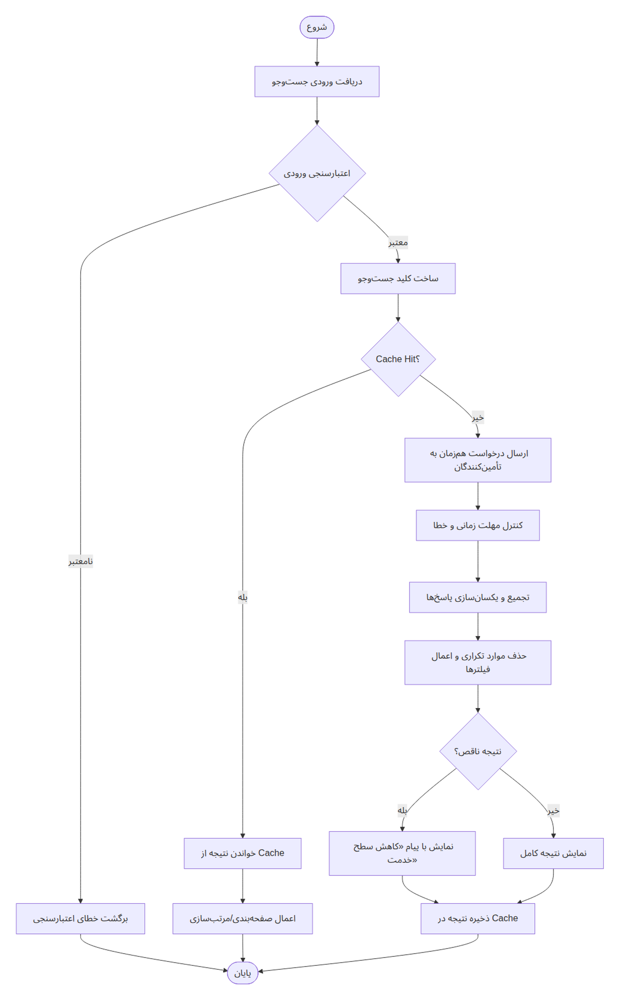 شروع
دریافت ورودی جست‌وجو
اعتبارسنجی ورودی
معتبر
ساخت کلید جست‌وجو
Cache Hit؟
خیر
ارسال درخواست هم‌زمان به
تأمین‌کنندگان
کنترل مهلت زمانی و خطا
نامعتبر
بله
تجمیع و یکسان‌سازی پاسخ‌ها
حذف موارد تکراری و اعمال
فیلترها
نتیجه ناقص؟
بله
خیر
خواندن نتیجه از Cache
نمایش با پیام «کاهش سطح
خدمت»
نمایش نتیجه کامل
برگشت خطای اعتبارسنجی
اعمال صفحه‌بندی/مرتب‌سازی
ذخیره نتیجه در Cache
پایان